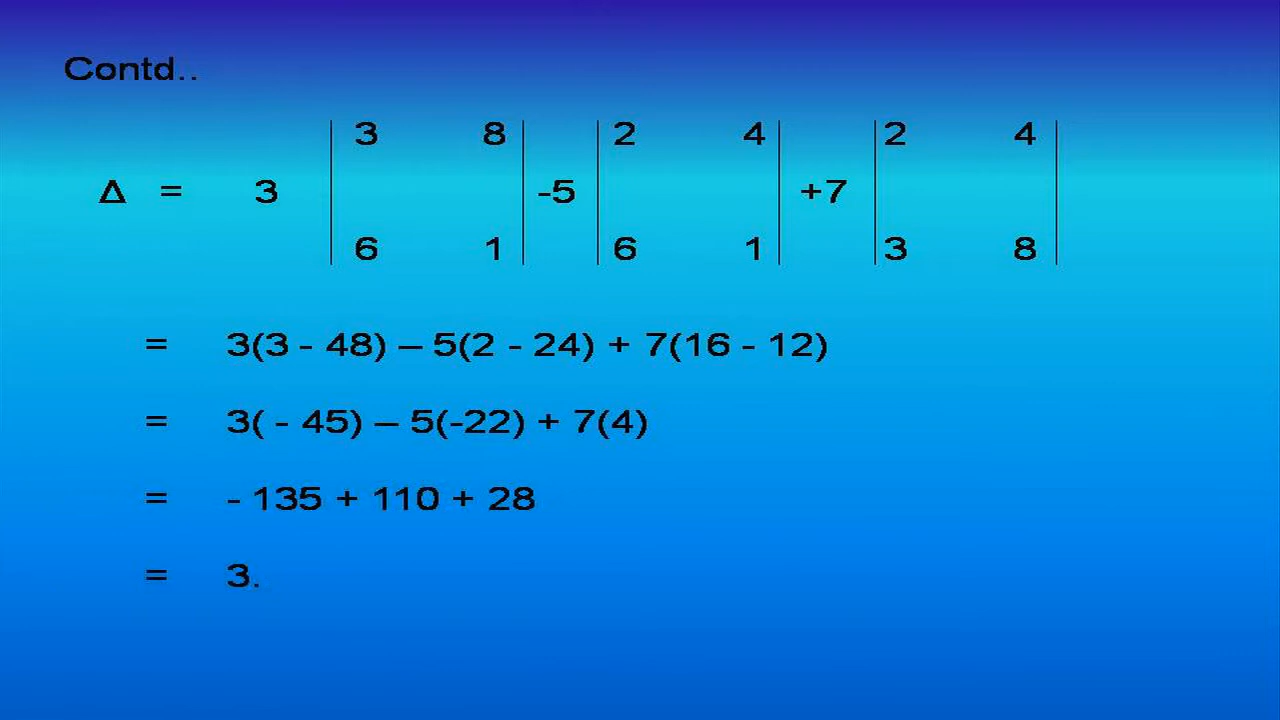 Contd..
3 8 2 4 2 4
Δ = 3 -5 +7
6 1 6 1 3 8
= 3(3 - 48) – 5(2 - 24) + 7(16 - 12)
= 3( - 45) – 5(-22) + 7(4)
= - 135 + 110 + 28
= 3.